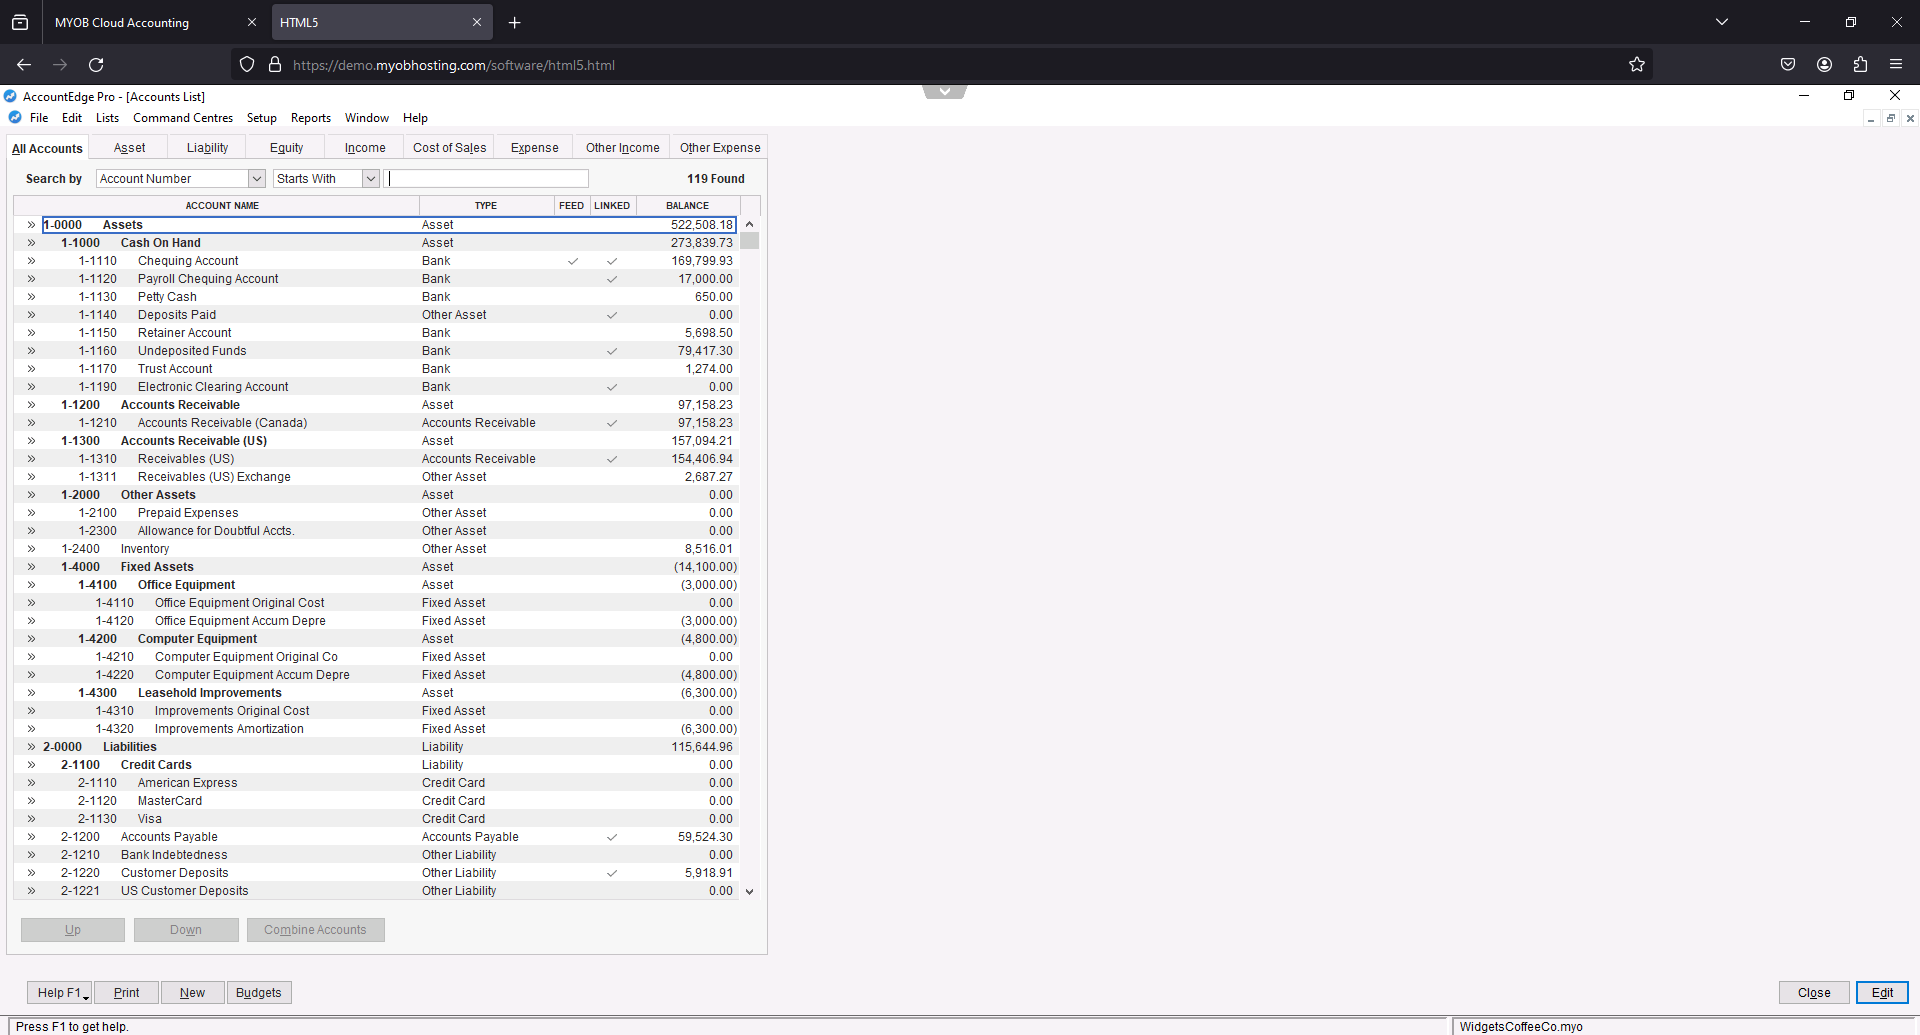 MYOB Cloud Accounting
HTML5
https://demo.myobhosting.com/software/html5.html
AccountEdge Pro - [Accounts List]
File Edit Lists Command Centres Setup Reports Window Help
All Accounts Asset Liability Equity Income Cost of Sales Expense Other Income Other Expense
Search by Account Number Starts With 119 Found
ACCOUNT NAME TYPE FEED LINKED BALANCE
1-0000 Assets Asset 522,508.18
1-1000 Cash On Hand Asset 273,839.73
1-1110 Chequing Account Bank 169,799.93
1-1120 Payroll Chequing Account Bank 17,000.00
1-1130 Petty Cash Bank 650.00
1-1140 Deposits Paid Other Asset 0.00
1-1150 Retainer Account Bank 5,698.50
1-1160 Undeposited Funds Bank 79,417.30
1-1170 Trust Account Bank 1,274.00
1-1190 Electronic Clearing Account Bank 0.00
1-1200 Accounts Receivable Asset 97,158.23
1-1210 Accounts Receivable (Canada) Accounts Receivable 97,158.23
1-1300 Accounts Receivable (US) Asset 157,094.21
1-1310 Receivables (US) Accounts Receivable 154,406.94
1-1311 Receivables (US) Exchange Other Asset 2,687.27
1-2000 Other Assets Asset 0.00
1-2100 Prepaid Expenses Other Asset 0.00
1-2300 Allowance for Doubtful Accts. Other Asset 0.00
1-2400 Inventory Other Asset 8,516.01
1-4000 Fixed Assets Asset (14,100.00)
1-4100 Office Equipment Asset (3,000.00)
1-4110 Office Equipment Original Cost Fixed Asset 0.00
1-4120 Office Equipment Accum Depre Fixed Asset (3,000.00)
1-4200 Computer Equipment Asset (4,800.00)
1-4210 Computer Equipment Original Co Fixed Asset 0.00
1-4220 Computer Equipment Accum Depre Fixed Asset (4,800.00)
1-4300 Leasehold Improvements Asset (6,300.00)
1-4310 Improvements Original Cost Fixed Asset 0.00
1-4320 Improvements Amortization Fixed Asset (6,300.00)
2-0000 Liabilities Liability 115,644.96
2-1100 Credit Cards Liability 0.00
2-1110 American Express Credit Card 0.00
2-1120 MasterCard Credit Card 0.00
2-1130 Visa Credit Card 0.00
2-1200 Accounts Payable Accounts Payable 59,524.30
2-1210 Bank Indebtedness Other Liability 0.00
2-1220 Customer Deposits Other Liability 5,918.91
2-1221 US Customer Deposits Other Liability 0.00
Up Down Combine Accounts
Help F1 Print New Budgets Close Edit
Press F1 to get help. WidgetsCoffeeCo.myo